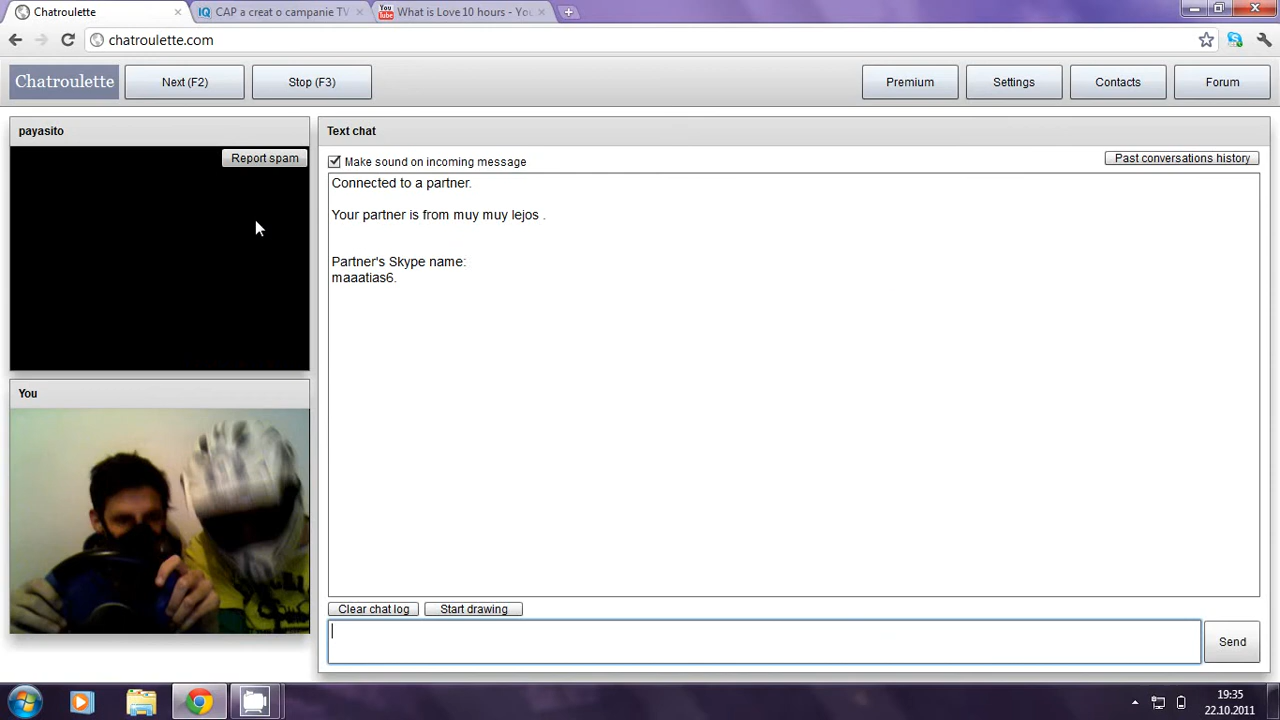 Chatroulette
CAP a creat o campanie TV
What is Love 10 hours - You
chatroulette.com
Chatroulette
Next (F2)
Stop (F3)
Premium
Settings
Contacts
Forum
payasito
Report spam
You
Text chat
Make sound on incoming message
Past conversations history
Connected to a partner.
Your partner is from muy muy lejos .
Partner's Skype name:
maaatias6.
Clear chat log
Start drawing
Send
19:35
22.10.2011